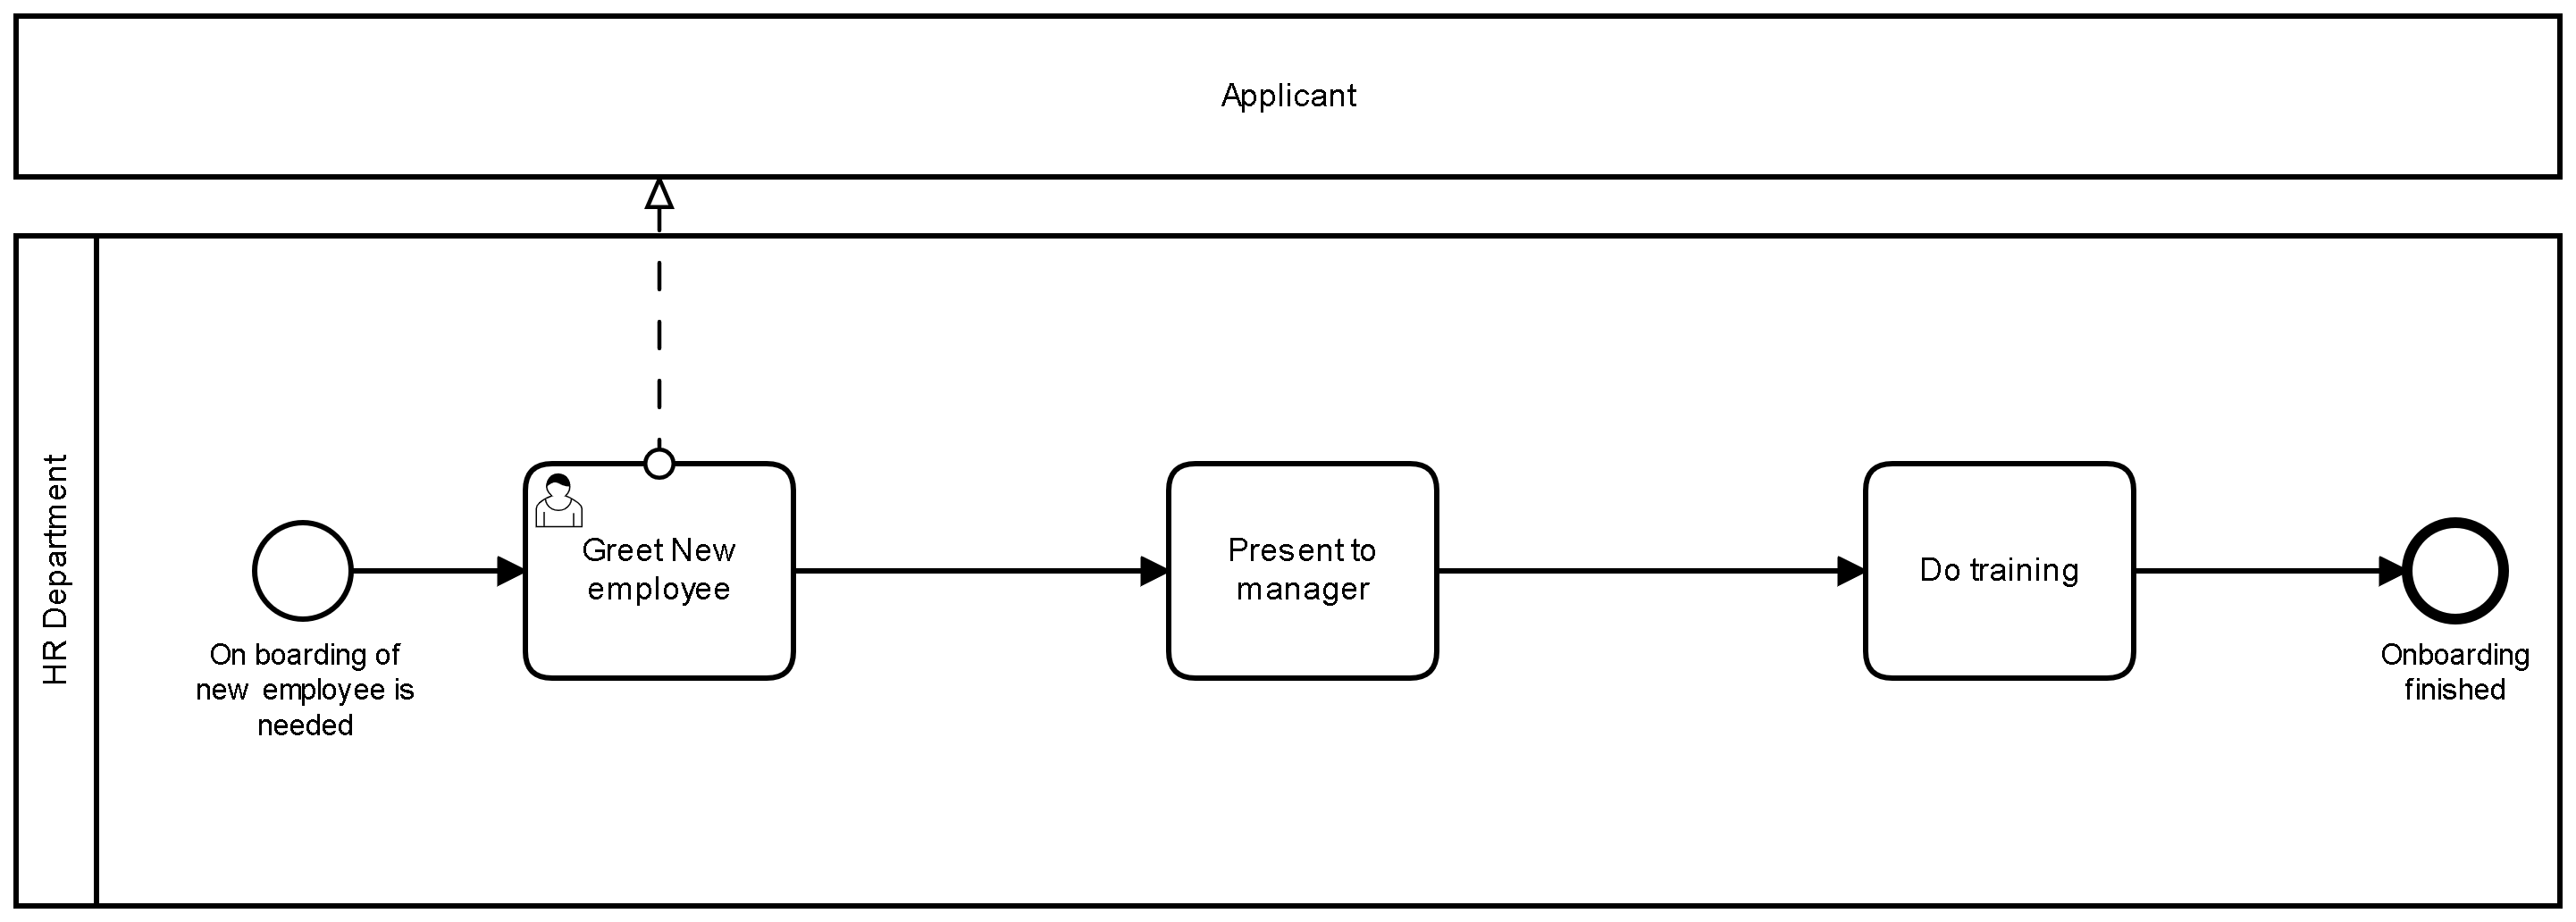 Applicant
HR Department
Greet New
employee
Present to
manager
Do training
On boarding of
new employee is
needed
Onboarding
finished